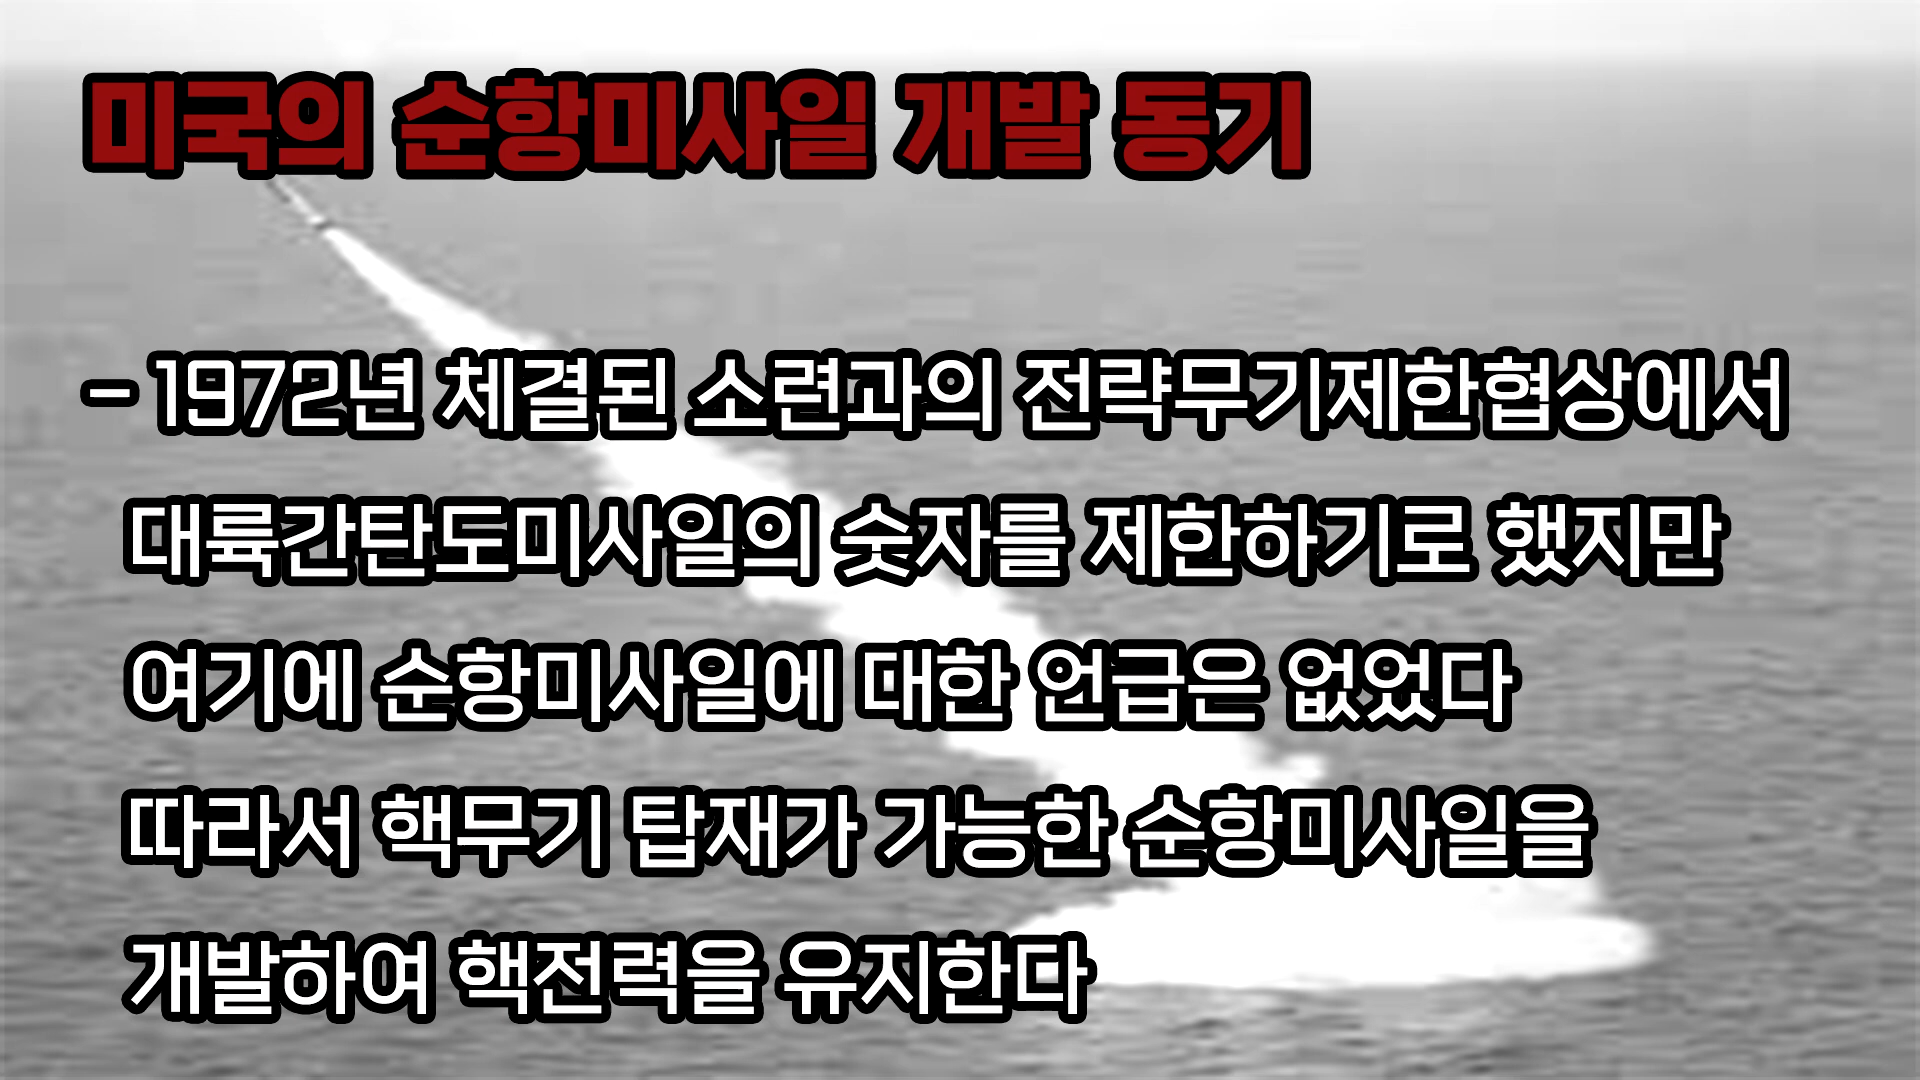 미국의 순항미사일 개발 동기
- 1972년 체결된 소련과의 전략무기제한협상에서
대륙간탄도미사일의 숫자를 제한하기로 했지만
여기에 순항미사일에 대한 언급은 없었다
따라서 핵무기 탑재가 가능한 순항미사일을
개발하여 핵전력을 유지한다